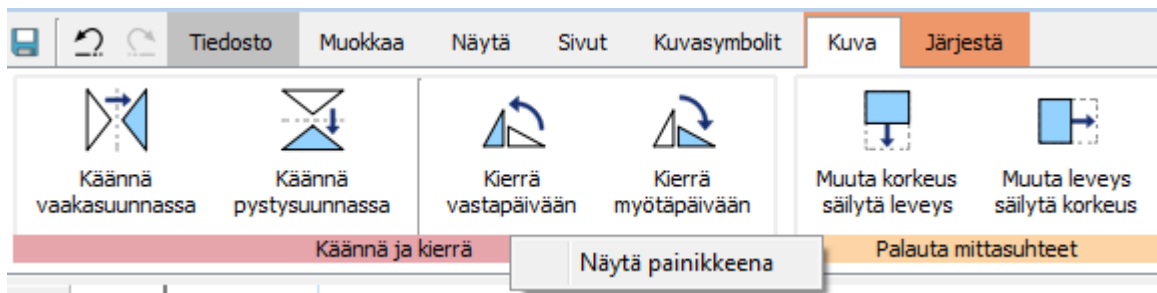 Tiedosto Muokkaa Näytä Sivut Kuvasymbolit Kuva Järjestä
Käännä vaakasuunnassa
Käännä pystysuunnassa
Kierrä vastapäivään
Kierrä myötäpäivään
Muuta korkeus säilytä leveys
Muuta leveys säilytä korkeus
Käännä ja kierrä
Palauta mittasuhteet
Näytä painikkeena